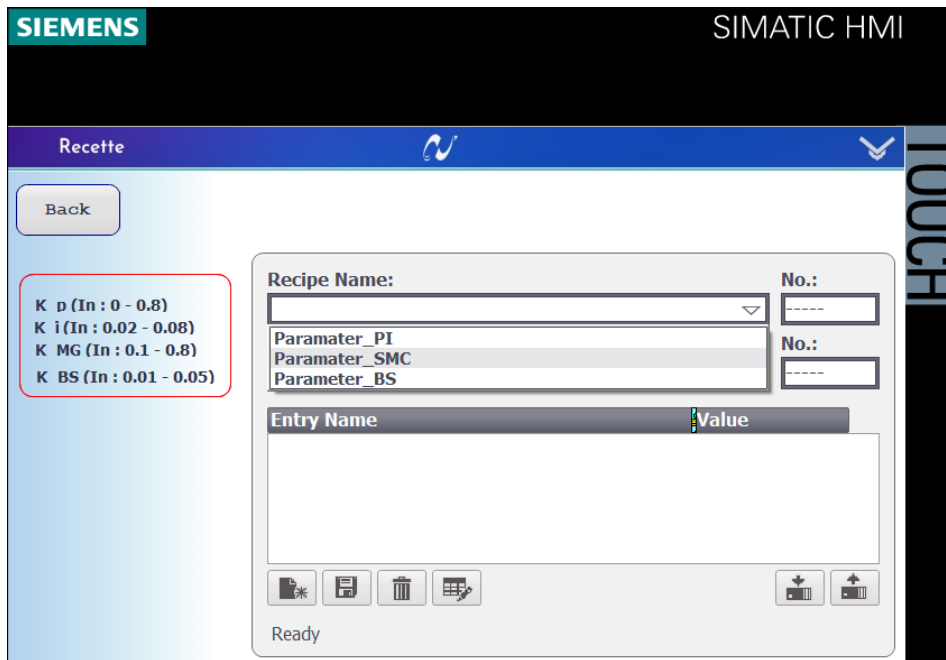 SIEMENS
SIMATIC HMI
TOUCH
Recette
Back
K p (In : 0 - 0.8)
K i (In : 0.02 - 0.08)
K MG (In : 0.1 - 0.8)
K BS (In : 0.01 - 0.05)
Recipe Name:
No.:
-----
Paramater_PI
Paramater_SMC
Parameter_BS
No.:
-----
Entry Name
Value
Ready